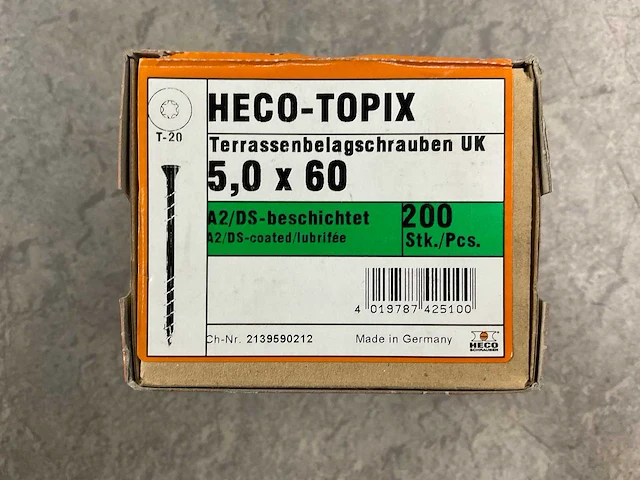 HECO-TOPIX
T-20
Terrassenbelagschrauben UK
5,0 x 60
A2/DS-beschichtet
A2/DS-coated/lubrifée
200
Stk./Pcs.
4 019787 425100
Ch-Nr. 2139590212
Made in Germany
HECO
SCHRAUBEN